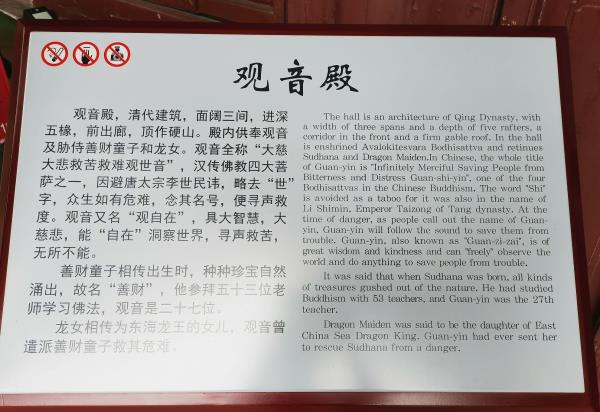 观音殿
观音殿，清代建筑，面阔三间，进深
五椽，前出廊，顶作硬山。殿内供奉观音
及胁侍善财童子和龙女。观音全称“大慈
大悲救苦救难观世音”，汉传佛教四大菩
萨之一，因避唐太宗李世民讳，略去“世”
字，众生如有危难，念其名号，便寻声救
度。观音又名“观自在”，具大智慧，大
慈悲，能“自在”洞察世界，寻声救苦，
无所不能。
善财童子相传出生时，种种珍宝自然
涌出，故名“善财”，他参拜五十三位老
师学习佛法，观音是二十七位。
龙女相传为东海龙王的女儿，观音曾
遣派善财童子救其危难。
The hall is an architecture of Qing Dynasty, with
a width of three spans and a depth of five rafters, a
corridor in the front and a firm gable roof. In the hall
is enshrined Avalokitesvara Bodhisattva and retinues
Sudhana and Dragon Maiden.In Chinese, the whole title
of Guan-yin is "Infinitely Merciful Saving People from
Bitterness and Distress Guan-shi-yin", one of the four
Bodhisattvas in the Chinese Buddhism. The word "Shi"
is avoided as a taboo for it was also in the name of
Li Shimin, Emperor Taizong of Tang dynasty. At the
time of danger, as people call out the name of Guan-
yin, Guan-yin will follow the sound to save them from
trouble. Guan-yin, also known as "Guan-zi-zai", is of
great wisdom and kindness and can "freely" observe the
world and do anything to save people from trouble.
It was said that when Sudhana was born, all kinds
of treasures gushed out of the nature. He had studied
Buddhism with 53 teachers, and Guan-yin was the 27th
teacher.
Dragon Maiden was said to be the daughter of East
China Sea Dragon King. Guan-yin had ever sent her
to rescue Sudhana from a danger.